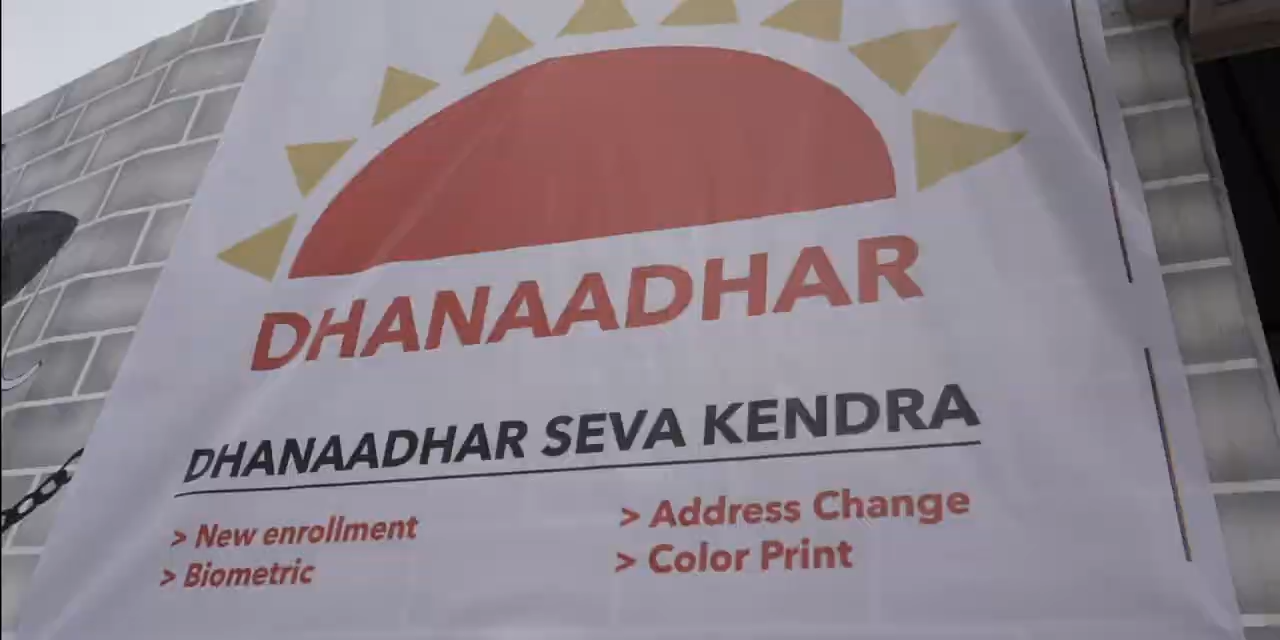 DHANAADHAR
DHANAADHAR SEVA KENDRA
> New enrollment
> Biometric
> Address Change
> Color Print